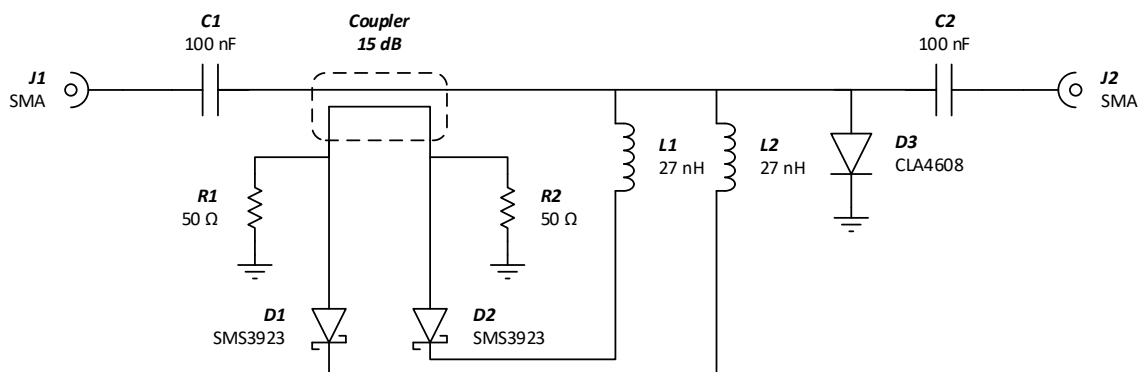 C1
100 nF
Coupler
15 dB
C2
100 nF
J1
SMA
J2
SMA
L1
27 nH
L2
27 nH
D3
CLA4608
R1
50 Ω
R2
50 Ω
D1
SMS3923
D2
SMS3923